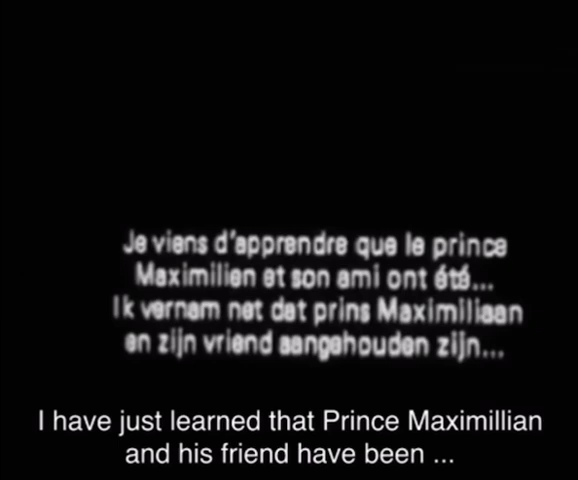 Je viens d'apprendre que le prince
Maximilien et son ami ont été...
Ik vernam net dat prins Maximiliaan
en zijn vriend aangehouden zijn...
I have just learned that Prince Maximillian
and his friend have been ...